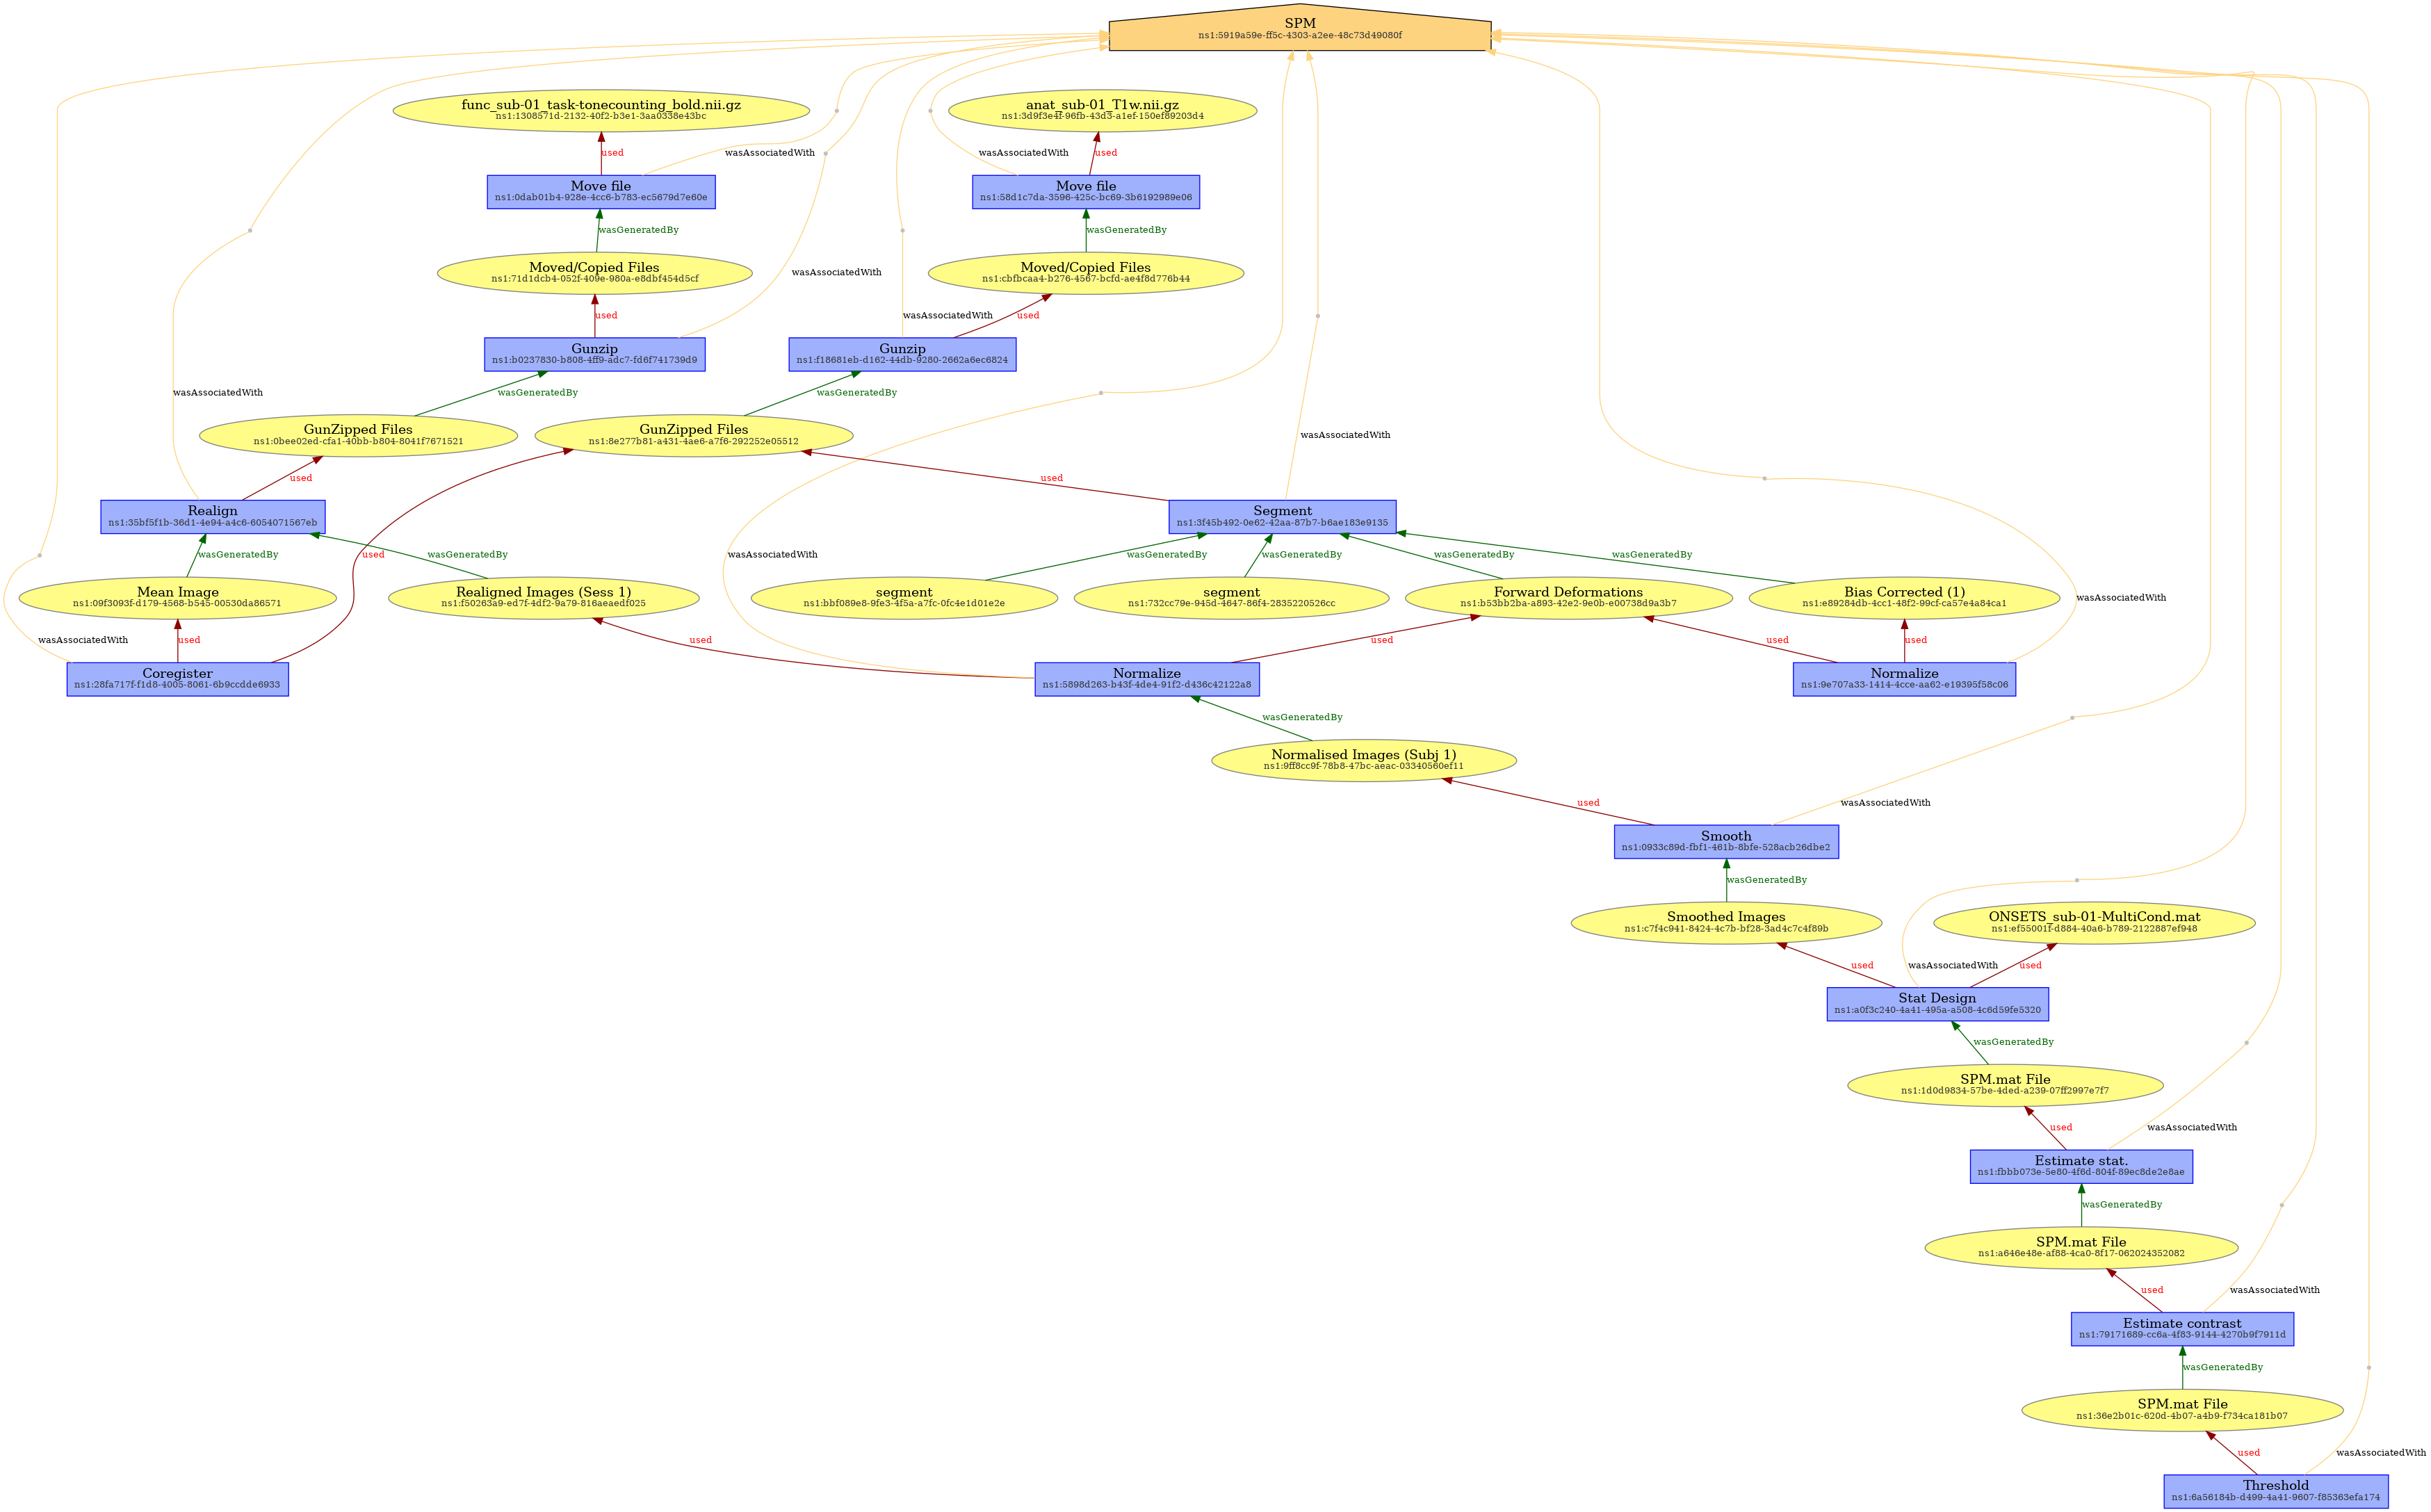 SPM
ns1:5919a59e-ff5c-4303-a2ee-48c73d49080f
func_sub-01_task-tonecounting_bold.nii.gz
ns1:1308571d-2132-40f2-b3e1-3aa0338e43bc
anat_sub-01_T1w.nii.gz
ns1:3d9f3e4f-96fb-43d3-a1ef-150ef89203d4
used
wasAssociatedWith
wasAssociatedWith
used
Move file
ns1:0dab01b4-928e-4cc6-b783-ec5679d7e60e
Move file
ns1:58d1c7da-3596-425c-bc69-3b6192989e06
wasGeneratedBy
wasGeneratedBy
Moved/Copied Files
ns1:71d1dcb4-052f-409e-980a-e8dbf454d5cf
wasAssociatedWith
Moved/Copied Files
ns1:cbfbcaa4-b276-4567-bcfd-ae4f8d776b44
used
wasAssociatedWith
used
Gunzip
ns1:b0237830-b808-4ff9-adc7-fd6f741739d9
Gunzip
ns1:f18681eb-d162-44db-9280-2662a6ec6824
wasAssociatedWith
wasGeneratedBy
wasGeneratedBy
GunZipped Files
ns1:0bee02ed-cfa1-40bb-b804-8041f7671521
GunZipped Files
ns1:8e277b81-a431-4ae6-a7f6-292252e05512
wasAssociatedWith
used
used
Realign
ns1:35bf5f1b-36d1-4e94-a4c6-6054071567eb
Segment
ns1:3f45b492-0e62-42aa-87b7-b6ae183e9135
wasGeneratedBy
used
wasGeneratedBy
wasAssociatedWith
wasGeneratedBy
wasGeneratedBy
wasGeneratedBy
wasGeneratedBy
Mean Image
ns1:09f3093f-d179-4568-b545-00530da86571
Realigned Images (Sess 1)
ns1:f50263a9-ed7f-4df2-9a79-816aeaedf025
segment
ns1:bbf089e8-9fe3-4f5a-a7fc-0fc4e1d01e2e
segment
ns1:732cc79e-945d-4647-86f4-2835220526cc
Forward Deformations
ns1:b53bb2ba-a893-42e2-9e0b-e00738d9a3b7
Bias Corrected (1)
ns1:e89284db-4cc1-48f2-99cf-ca57e4a84ca1
wasAssociatedWith
wasAssociatedWith
used
used
used
used
used
Coregister
ns1:28fa717f-f1d8-4005-8061-6b9ccdde6933
Normalize
ns1:5898d263-b43f-4de4-91f2-d436c42122a8
Normalize
ns1:9e707a33-1414-4cce-aa62-e19395f58c06
wasGeneratedBy
Normalised Images (Subj 1)
ns1:9ff8cc9f-78b8-47bc-aeac-03340560ef11
used
wasAssociatedWith
Smooth
ns1:0933c89d-fbf1-461b-8bfe-528acb26dbe2
wasGeneratedBy
Smoothed Images
ns1:c7f4c941-8424-4c7b-bf28-3ad4c7c4f89b
ONSETS_sub-01-MultiCond.mat
ns1:ef55001f-d884-40a6-b789-2122887ef948
used
wasAssociatedWith
used
Stat Design
ns1:a0f3c240-4a41-495a-a508-4c6d59fe5320
wasGeneratedBy
SPM.mat File
ns1:1d0d9834-57be-4ded-a239-07ff2997e7f7
used
wasAssociatedWith
Estimate stat.
ns1:fbbb073e-5e80-4f6d-804f-89ec8de2e8ae
wasGeneratedBy
SPM.mat File
ns1:a646e48e-af88-4ca0-8f17-062024352082
used
wasAssociatedWith
Estimate contrast
ns1:79171689-cc6a-4f83-9144-4270b9f7911d
wasGeneratedBy
SPM.mat File
ns1:36e2b01c-620d-4b07-a4b9-f734ca181b07
used
wasAssociatedWith
Threshold
ns1:6a56184b-d499-4a41-9607-f85363efa174